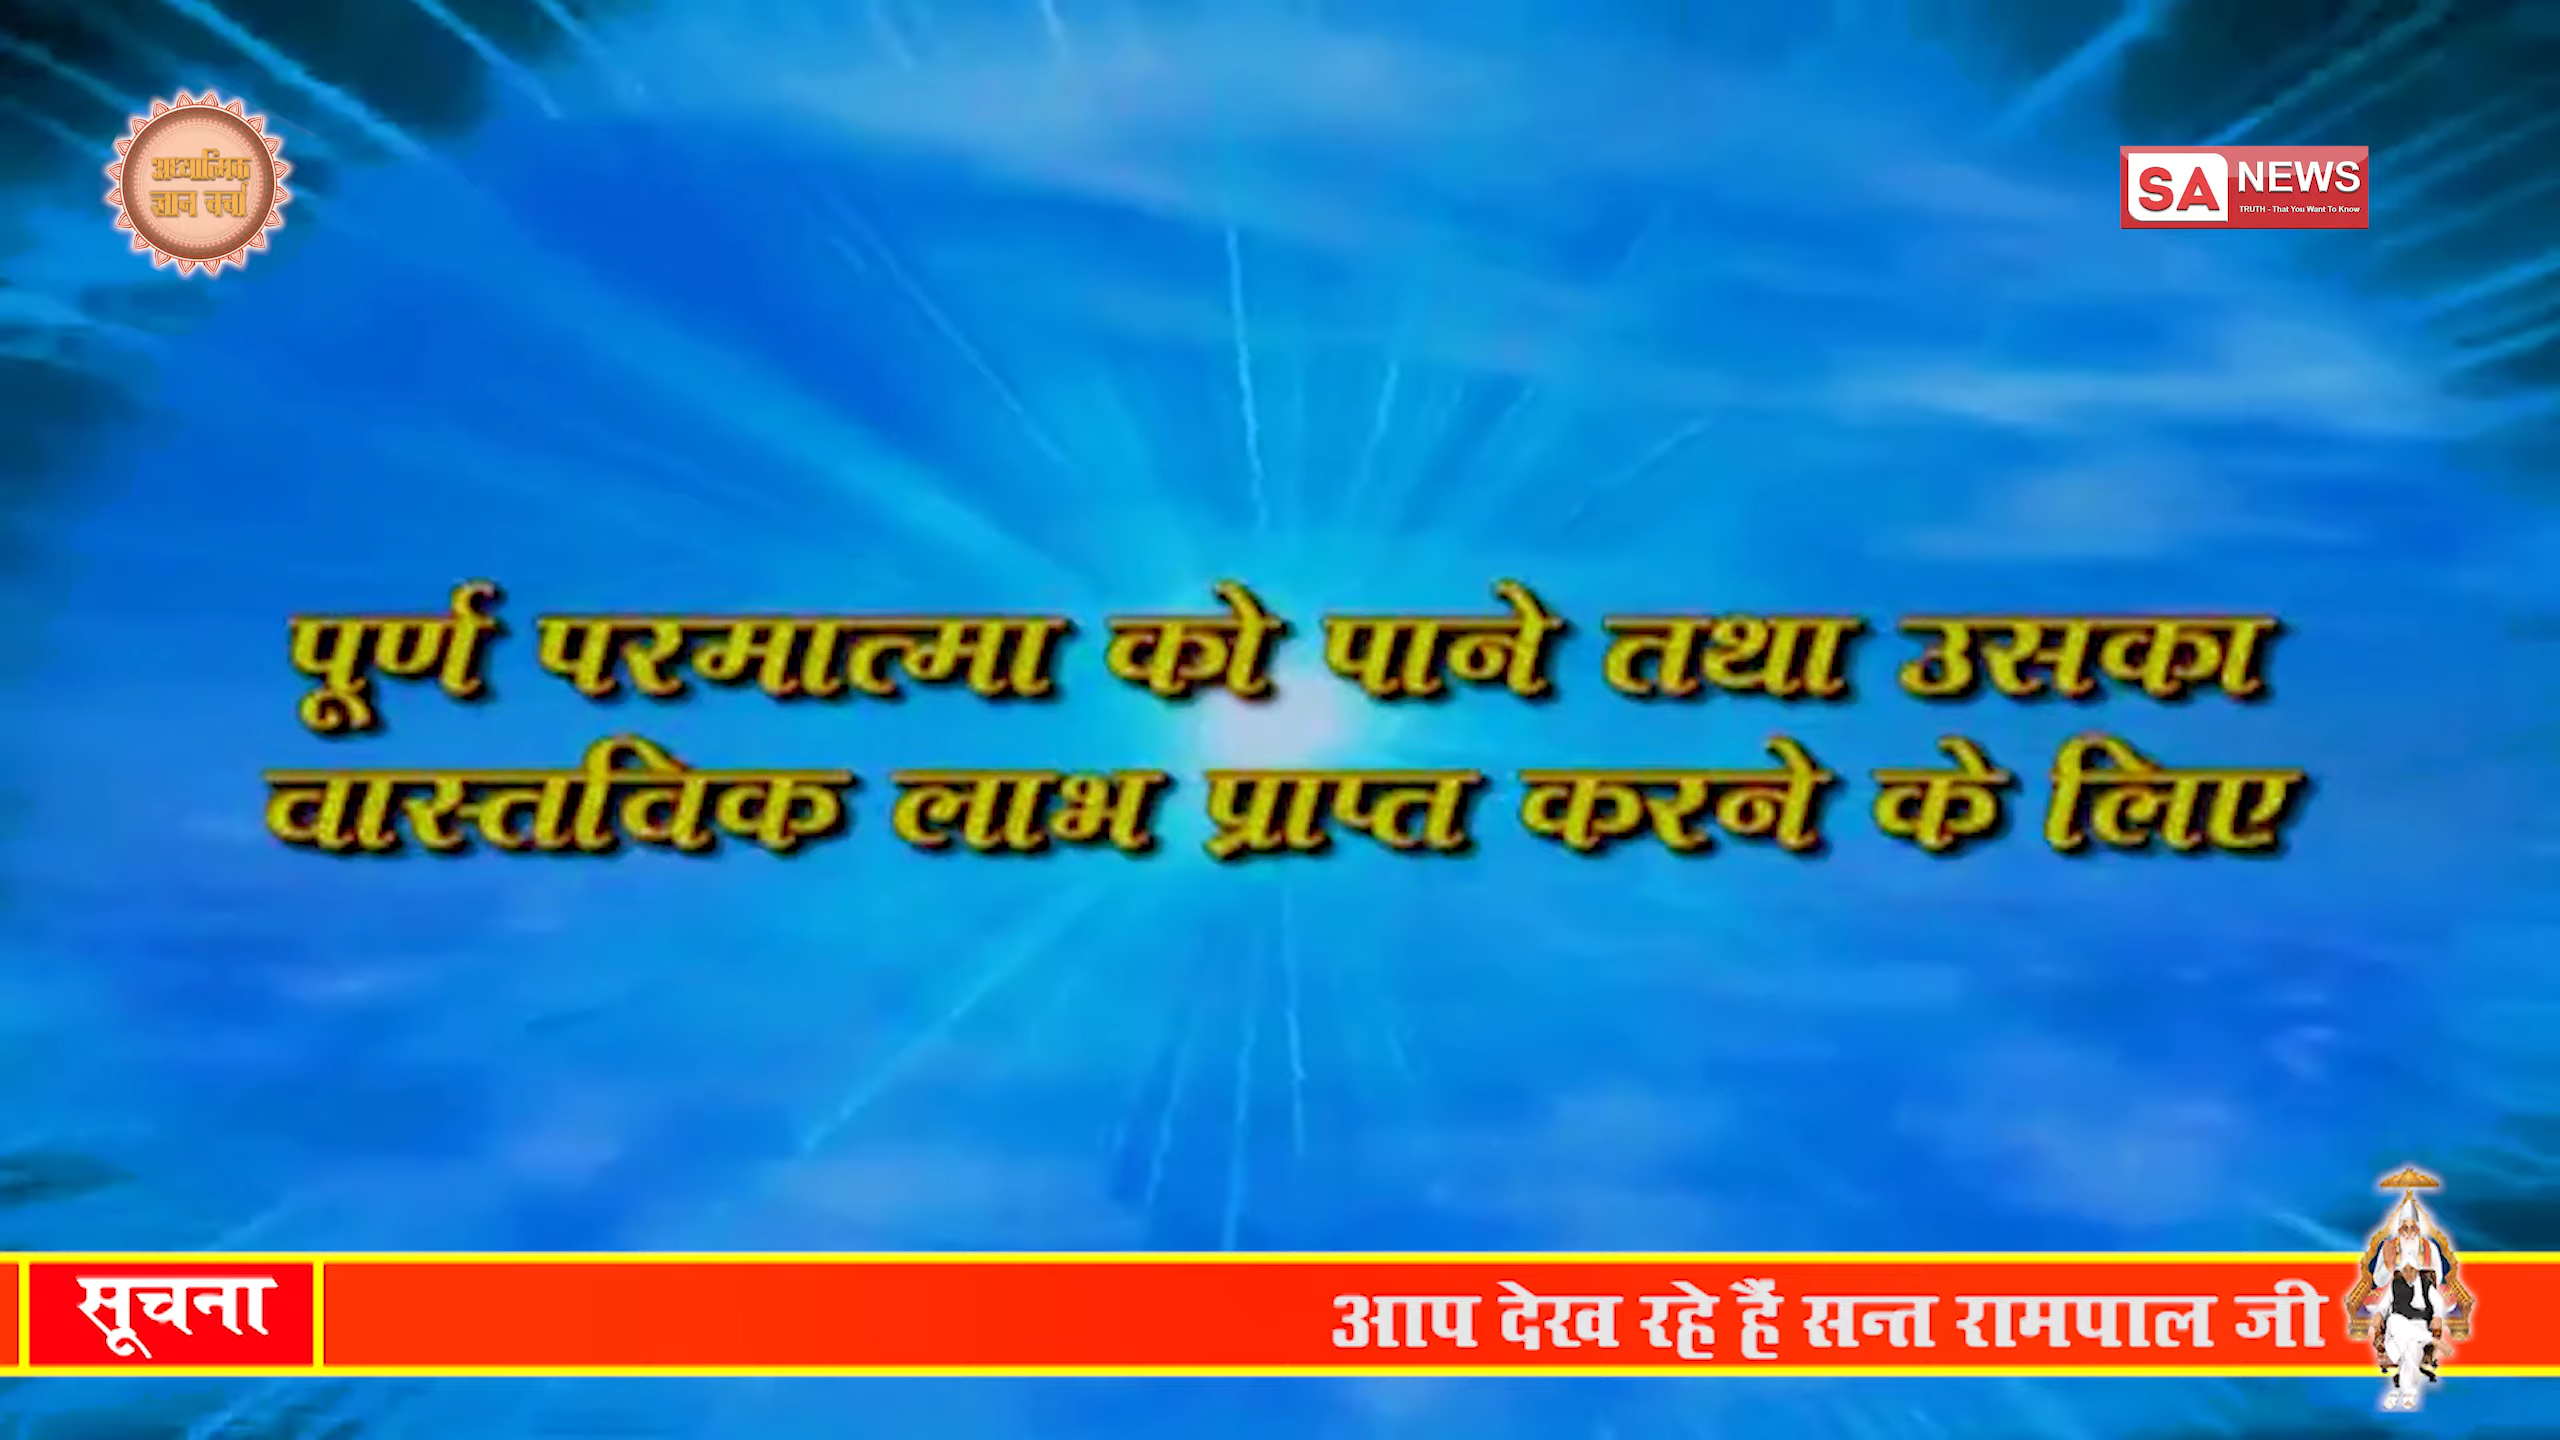 अध्यात्मिक
ज्ञान चर्चा
SA NEWS
TRUTH - That You Want To Know
पूर्ण परमात्मा को पाने तथा उसका
वास्तविक लाभ प्राप्त करने के लिए
सूचना
आप देख रहे हैं सन्त रामपाल जी